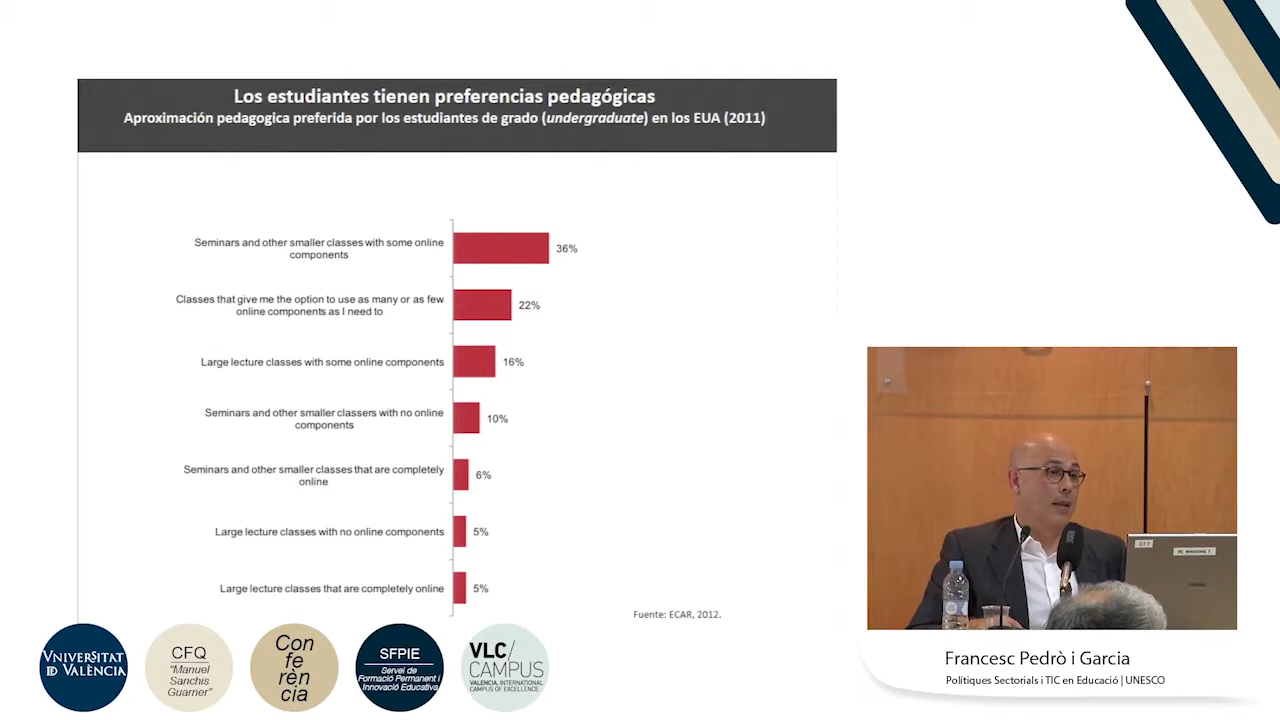 Los estudiantes tienen preferencias pedagógicas
Aproximación pedagogica preferida por los estudiantes de grado (undergraduate) en los EUA (2011)
Seminars and other smaller classes with some online
components
36%
Classes that give me the option to use as many or as few
online components as I need to
22%
Large lecture classes with some online components
16%
Seminars and other smaller classers with no online
components
10%
Seminars and other smaller classes that are completely
online
6%
Large lecture classes with no online components
5%
Large lecture classes that are completely online
5%
Fuente: ECAR, 2012.
VNIVERSITAT
DE VALÈNCIA
CFQ
"Manuel
Sanchis
Guarner"
Con
fe
rèn
cia
SFPIE
Servei de
Formació Permanent i
Innovació Educativa
VLC/
CAMPUS
VALENCIA, INTERNATIONAL
CAMPUS OF EXCELLENCE
PC WINDOWS 7
Francesc Pedrò i Garcia
Polítiques Sectorials i TIC en Educació | UNESCO